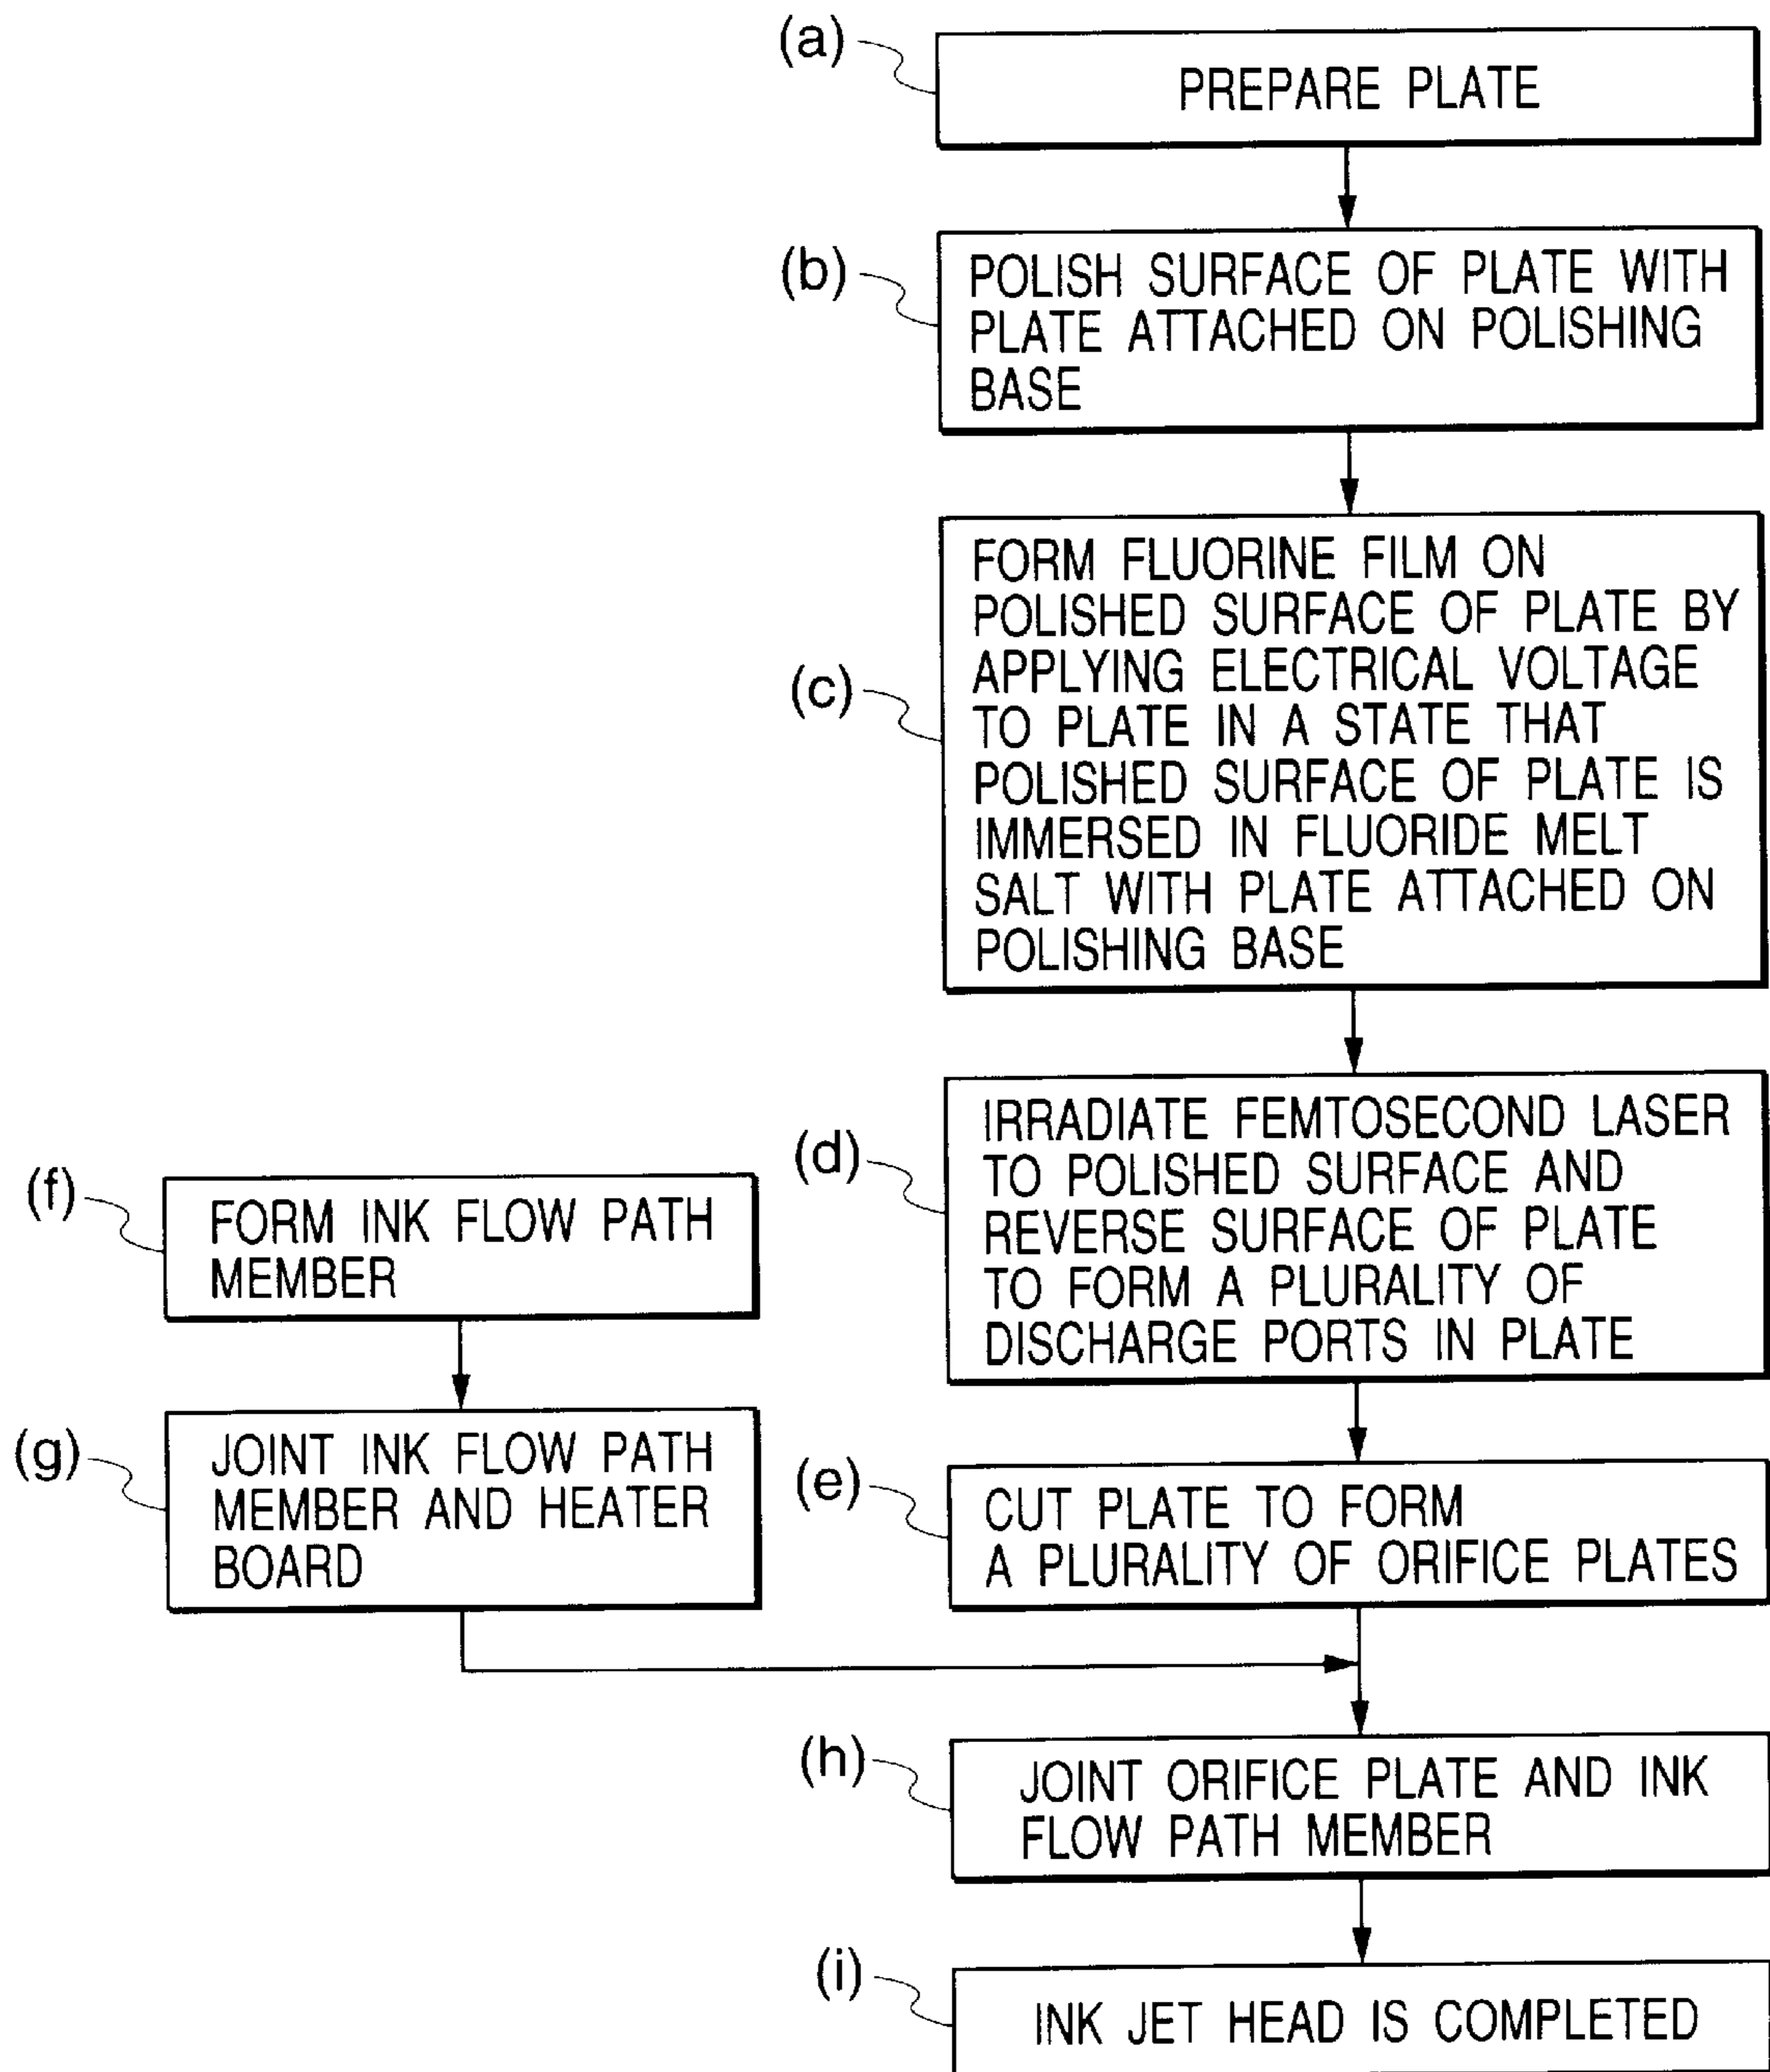 (a)
PREPARE PLATE
(b)
POLISH SURFACE OF PLATE WITH
PLATE ATTACHED ON POLISHING
BASE
(c)
FORM FLUORINE FILM ON
POLISHED SURFACE OF PLATE BY
APPLYING ELECTRICAL VOLTAGE
TO PLATE IN A STATE THAT
POLISHED SURFACE OF PLATE IS
IMMERSED IN FLUORIDE MELT
SALT WITH PLATE ATTACHED ON
POLISHING BASE
(d)
IRRADIATE FEMTOSECOND LASER
TO POLISHED SURFACE AND
REVERSE SURFACE OF PLATE
TO FORM A PLURALITY OF
DISCHARGE PORTS IN PLATE
(e)
CUT PLATE TO FORM
A PLURALITY OF ORIFICE PLATES
(f)
FORM INK FLOW PATH
MEMBER
(g)
JOINT INK FLOW PATH
MEMBER AND HEATER
BOARD
(h)
JOINT ORIFICE PLATE AND INK
FLOW PATH MEMBER
(i)
INK JET HEAD IS COMPLETED